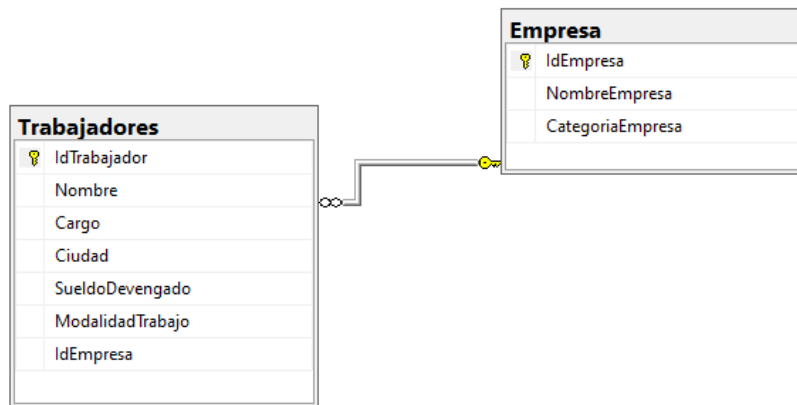 Empresa
IdEmpresa
NombreEmpresa
CategoriaEmpresa
Trabajadores
IdTrabajador
Nombre
Cargo
Ciudad
SueldoDevengado
ModalidadTrabajo
IdEmpresa